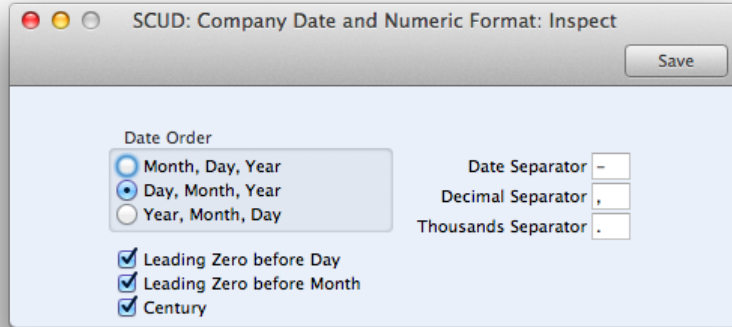 SCUD: Company Date and Numeric Format: Inspect
Save
Date Order
Month, Day, Year
Day, Month, Year
Year, Month, Day
Date Separator -
Decimal Separator ,
Thousands Separator .
Leading Zero before Day
Leading Zero before Month
Century